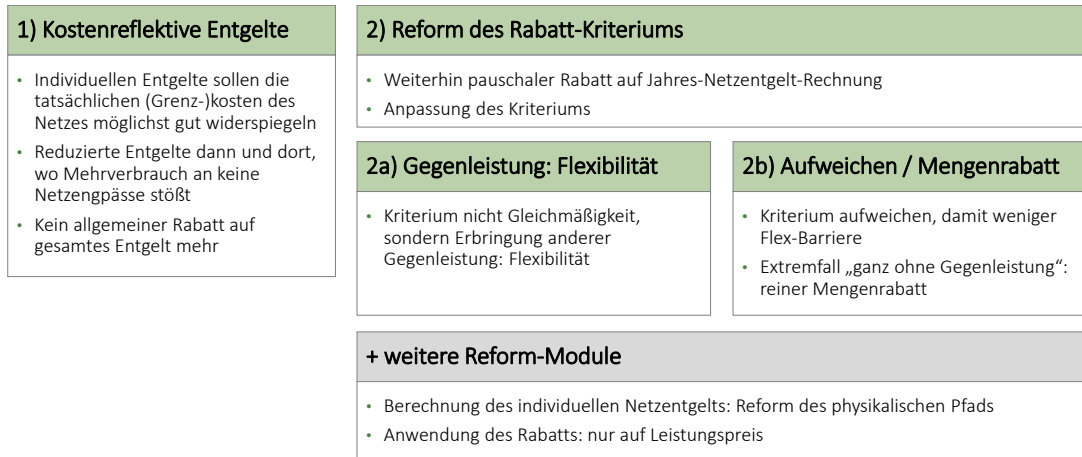 1) Kostenreflektive Entgelte
• Individuellen Entgelte sollen die
tatsächlichen (Grenz-)kosten des
Netzes möglichst gut widerspiegeln
• Reduzierte Entgelte dann und dort,
wo Mehrverbrauch an keine
Netzengpässe stößt
• Kein allgemeiner Rabatt auf
gesamtes Entgelt mehr
2) Reform des Rabatt-Kriteriums
• Weiterhin pauschaler Rabatt auf Jahres-Netzentgelt-Rechnung
• Anpassung des Kriteriums
2a) Gegenleistung: Flexibilität
• Kriterium nicht Gleichmäßigkeit,
sondern Erbringung anderer
Gegenleistung: Flexibilität
2b) Aufweichen / Mengenrabatt
• Kriterium aufweichen, damit weniger
Flex-Barriere
• Extremfall „ganz ohne Gegenleistung“:
reiner Mengenrabatt
+ weitere Reform-Module
• Berechnung des individuellen Netzentgelts: Reform des physikalischen Pfads
• Anwendung des Rabatts: nur auf Leistungspreis